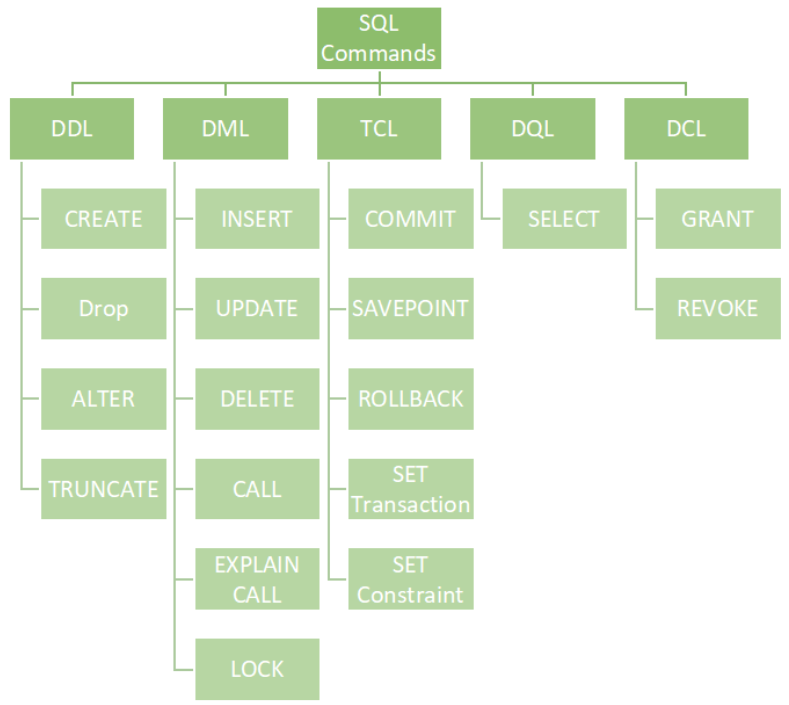 SQL
Commands
DDL
DML
TCL
DQL
DCL
CREATE
INSERT
COMMIT
SELECT
GRANT
Drop
UPDATE
SAVEPOINT
REVOKE
ALTER
DELETE
ROLLBACK
TRUNCATE
CALL
SET
Transaction
EXPLAIN
CALL
SET
Constraint
LOCK